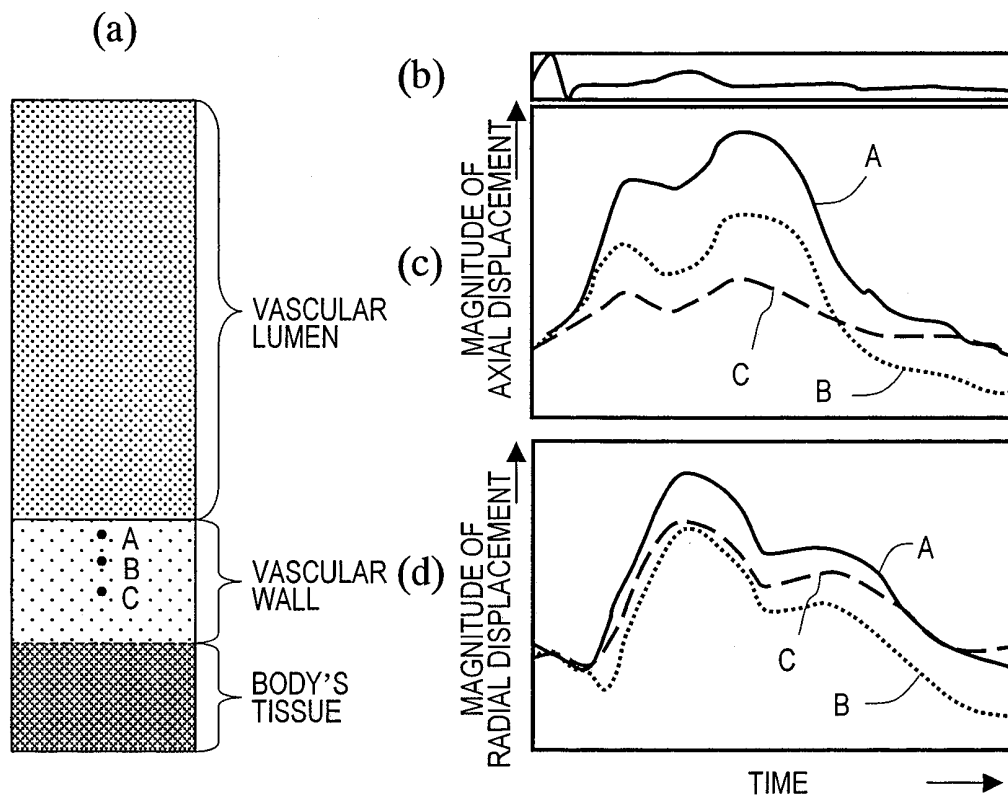 (a)
VASCULAR
LUMEN
A
B
C
VASCULAR
WALL
BODY'S
TISSUE
(b)
(c)
MAGNITUDE OF
AXIAL DISPLACEMENT
A
C
B
(d)
MAGNITUDE OF
RADIAL DISPLACEMENT
A
C
B
TIME